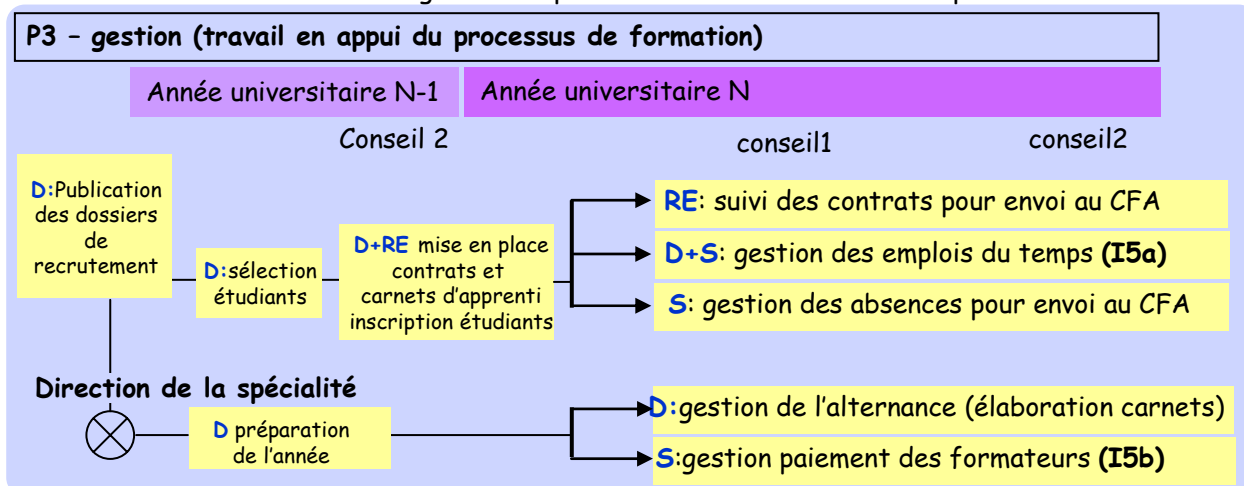 P3 – gestion (travail en appui du processus de formation)
Année universitaire N-1
Année universitaire N
Conseil 2
conseil1
conseil2
D:Publication
des dossiers
de
recrutement
D:sélection
étudiants
D+RE mise en place
contrats et
carnets d'apprenti
inscription étudiants
RE: suivi des contrats pour envoi au CFA
D+S: gestion des emplois du temps (I5a)
S: gestion des absences pour envoi au CFA
Direction de la spécialité
D préparation
de l'année
D:gestion de l'alternance (élaboration carnets)
S:gestion paiement des formateurs (I5b)